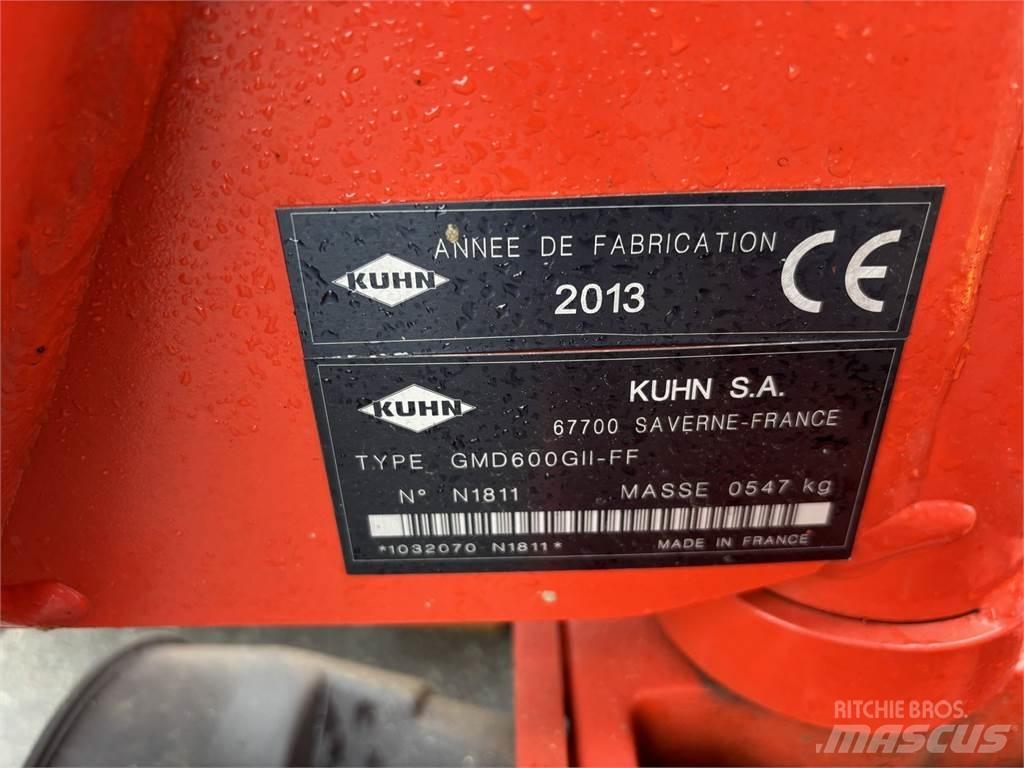 ANNEE DE FABRICATION
KUHN
2013
CE
KUHN
KUHN S.A.
67700 SAVERNE-FRANCE
TYPE GMD600GII-FF
N° N1811 MASSE 0547 kg
*1032070 N1811* MADE IN FRANCE
RITCHIE BROS.
MASCUS